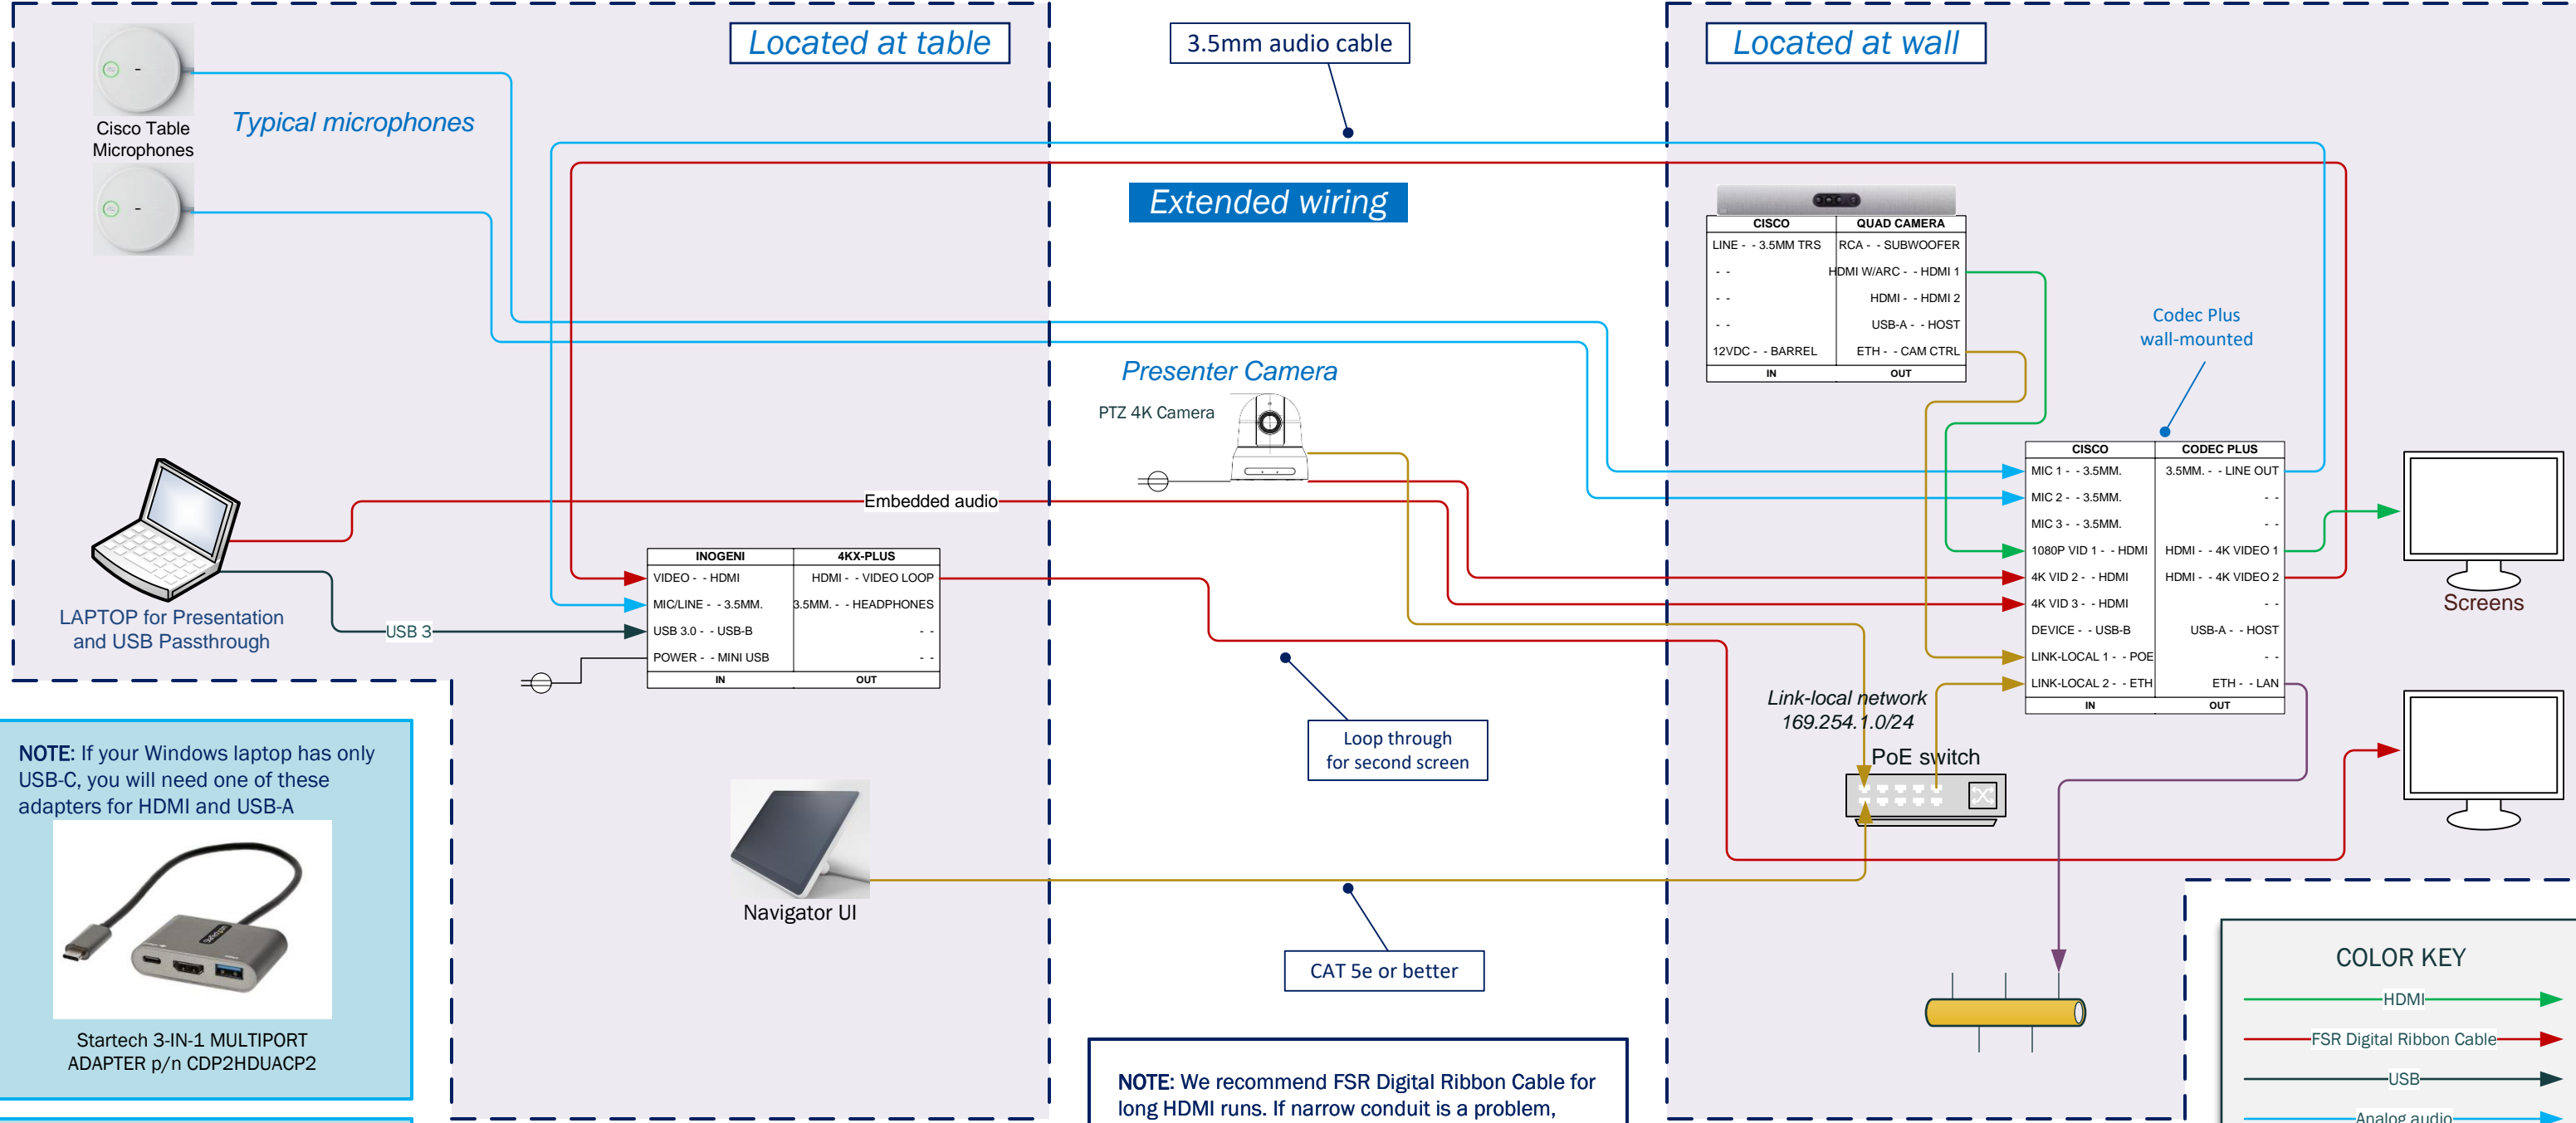 Located at table
3.5mm audio cable
Located at wall
Cisco Table
Microphones
Typical microphones
Extended wiring
CISCO
QUAD CAMERA
LINE - - 3.5MM TRS
RCA - - SUBWOOFER
- -
HDMI W/ARC - - HDMI 1
- -
HDMI - - HDMI 2
- -
USB-A - - HOST
12VDC - - BARREL
ETH - - CAM CTRL
IN
OUT
Codec Plus
wall-mounted
Presenter Camera
PTZ 4K Camera
CISCO
CODEC PLUS
MIC 1 - - 3.5MM.
3.5MM. - - LINE OUT
MIC 2 - - 3.5MM.
- -
MIC 3 - - 3.5MM.
- -
1080P VID 1 - - HDMI
HDMI - - 4K VIDEO 1
4K VID 2 - - HDMI
HDMI - - 4K VIDEO 2
4K VID 3 - - HDMI
- -
DEVICE - - USB-B
USB-A - - HOST
LINK-LOCAL 1 - - POE
- -
LINK-LOCAL 2 - - ETH
ETH - - LAN
IN
OUT
Screens
Embedded audio
LAPTOP for Presentation
and USB Passthrough
USB 3
INOGENI
4KX-PLUS
VIDEO - - HDMI
HDMI - - VIDEO LOOP
MIC/LINE - - 3.5MM.
3.5MM. - - HEADPHONES
USB 3.0 - - USB-B
- -
POWER - - MINI USB
- -
IN
OUT
Link-local network
169.254.1.0/24
PoE switch
Loop through
for second screen
NOTE: If your Windows laptop has only
USB-C, you will need one of these
adapters for HDMI and USB-A
Startech 3-IN-1 MULTIPORT
ADAPTER p/n CDP2HDUACP2
Navigator UI
CAT 5e or better
NOTE: We recommend FSR Digital Ribbon Cable for
long HDMI runs. If narrow conduit is a problem,
COLOR KEY
HDMI
FSR Digital Ribbon Cable
USB
Analog audio